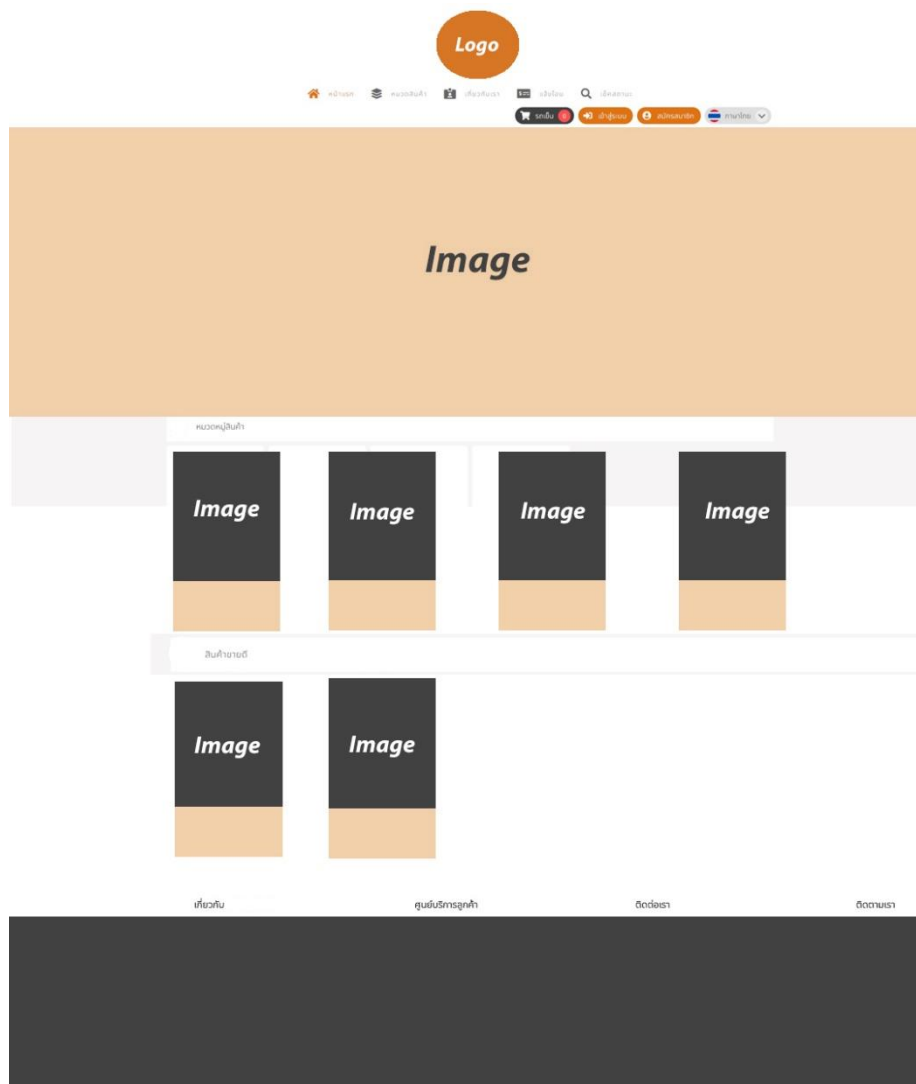 Logo
หน้าแรก หมวดสินค้า เกี่ยวกับเรา แจ้งโอน เช็คสถานะ
รถเข็น 0 เข้าสู่ระบบ สมัครสมาชิก ภาษาไทย
Image
หมวดหมู่สินค้า
Image Image Image Image
สินค้าขายดี
Image Image
เกี่ยวกับ ศูนย์บริการลูกค้า ติดต่อเรา ติดตามเรา